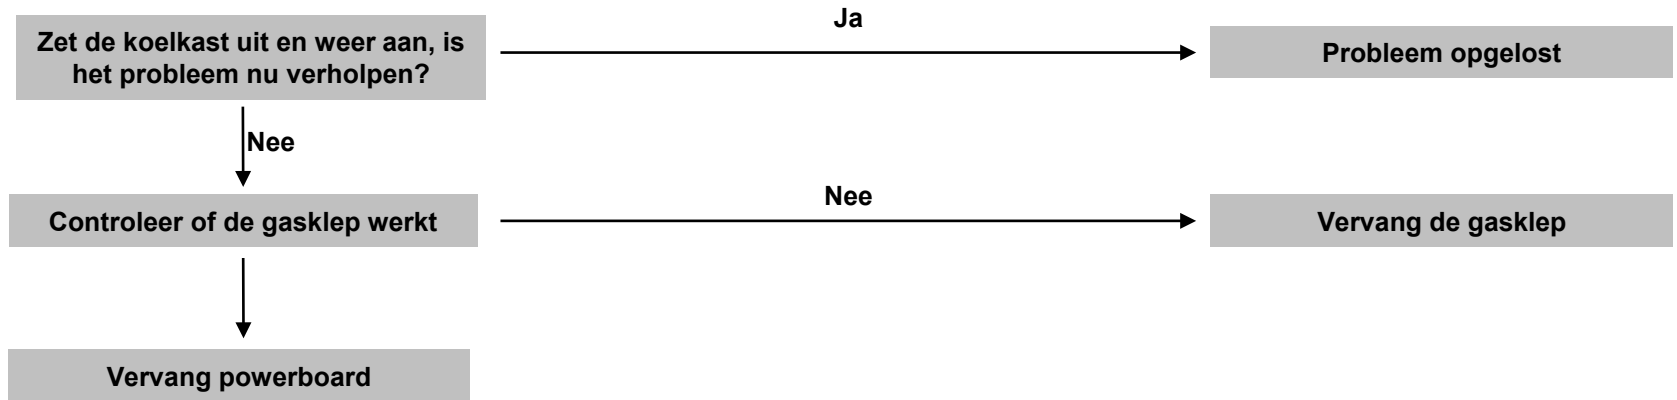 Ja
Zet de koelkast uit en weer aan, is
het probleem nu verholpen?
Probleem opgelost
Nee
Nee
Controleer of de gasklep werkt
Vervang de gasklep
Vervang powerboard